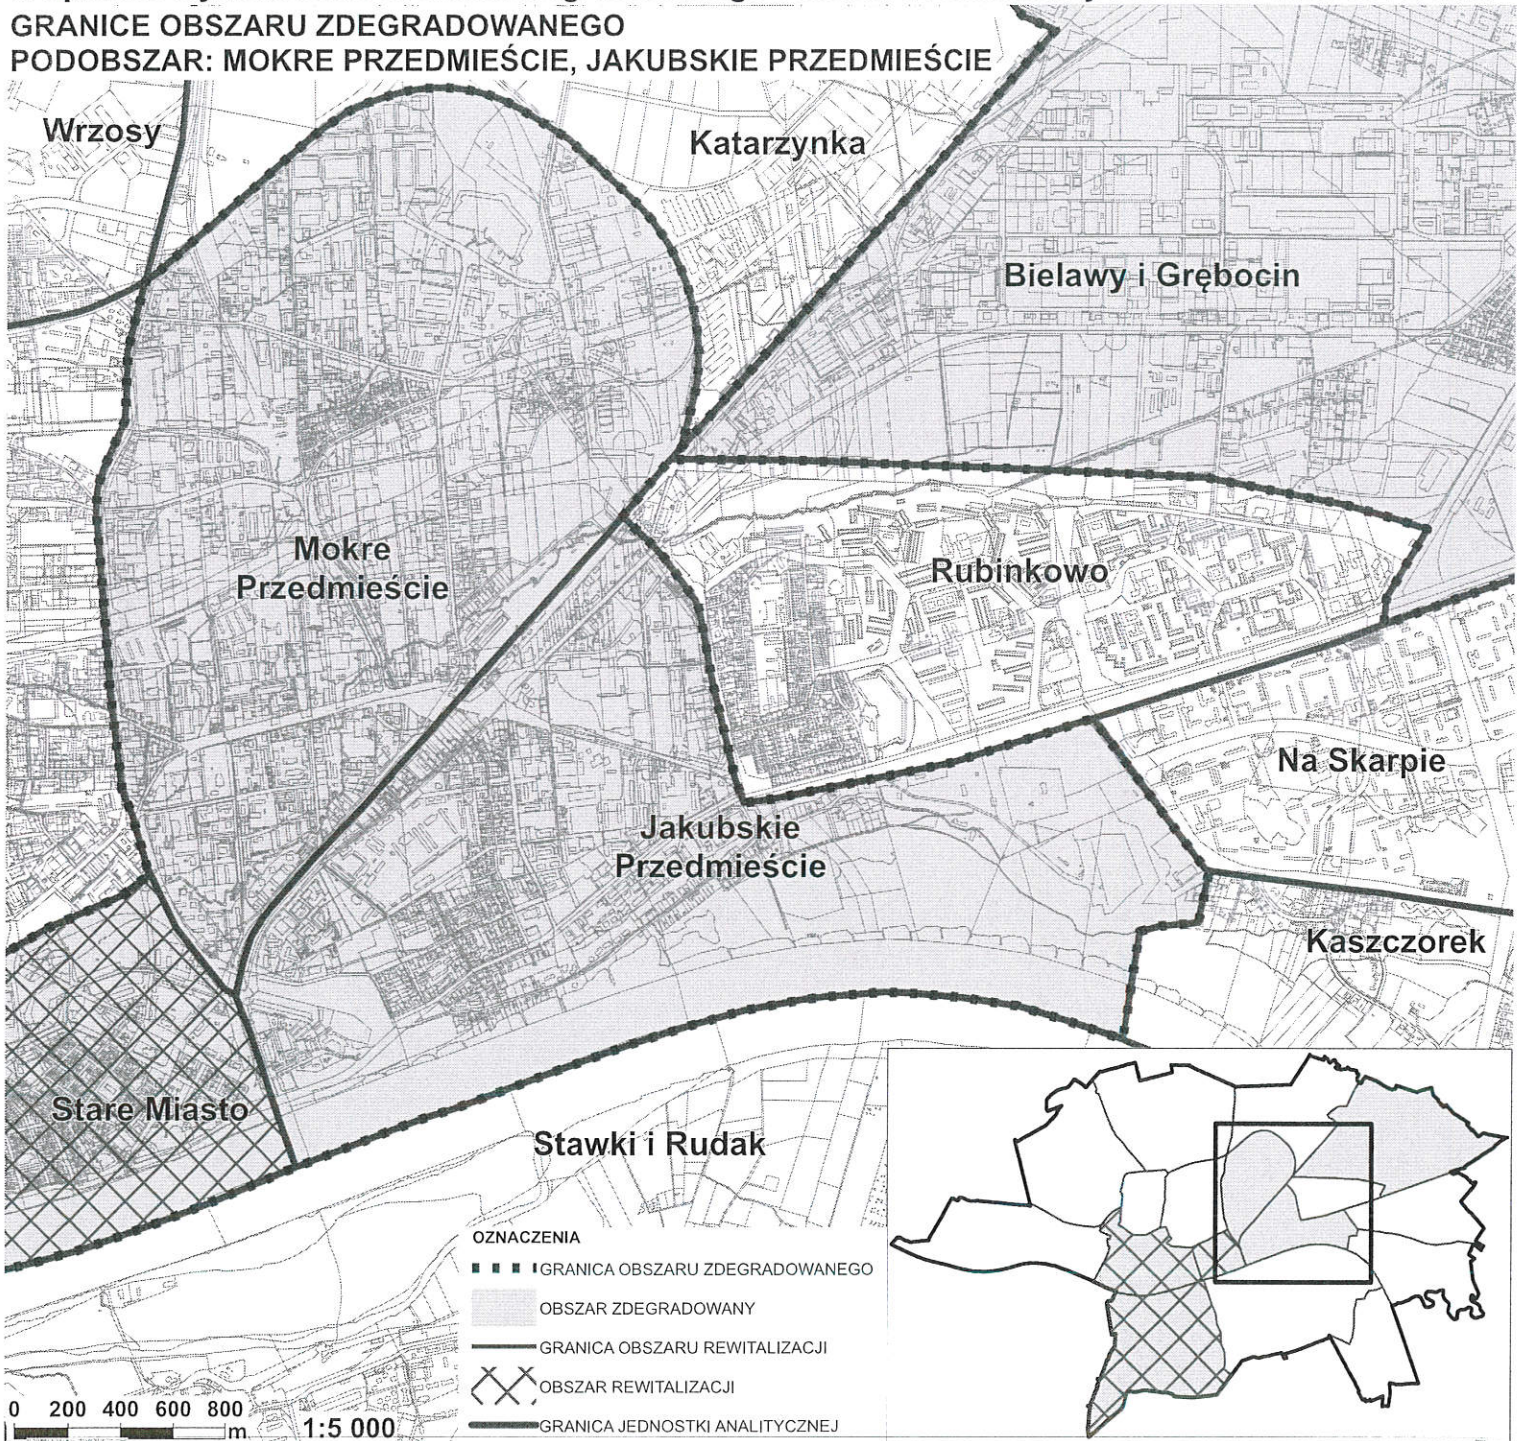 GRANICE OBSZARU ZDEGRADOWANEGO
PODOBSZAR: MOKRE PRZEDMIEŚCIE, JAKUBSKIE PRZEDMIEŚCIE
Wrzosy
Katarzynka
Bielawy i Grębocin
Mokre
Przedmieście
Rubinkowo
Na Skarpie
Jakubskie
Przedmieście
Kaszczorek
Stare Miasto
Stawki i Rudak
OZNACZENIA
GRANICA OBSZARU ZDEGRADOWANEGO
OBSZAR ZDEGRADOWANY
GRANICA OBSZARU REWITALIZACJI
OBSZAR REWITALIZACJI
GRANICA JEDNOSTKI ANALITYCZNEJ
0 200 400 600 800
m
1:5 000